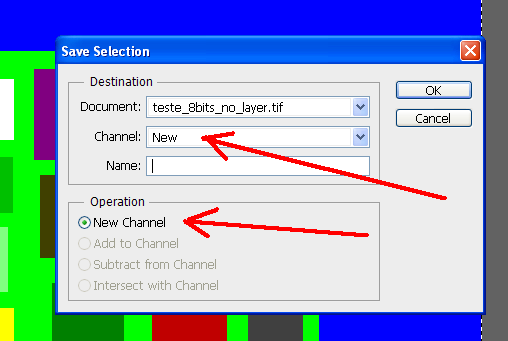 Save Selection
Destination
Document: teste_8bits_no_layer.tif
Channel: New
Name:
OK
Cancel
Operation
New Channel
Add to Channel
Subtract from Channel
Intersect with Channel